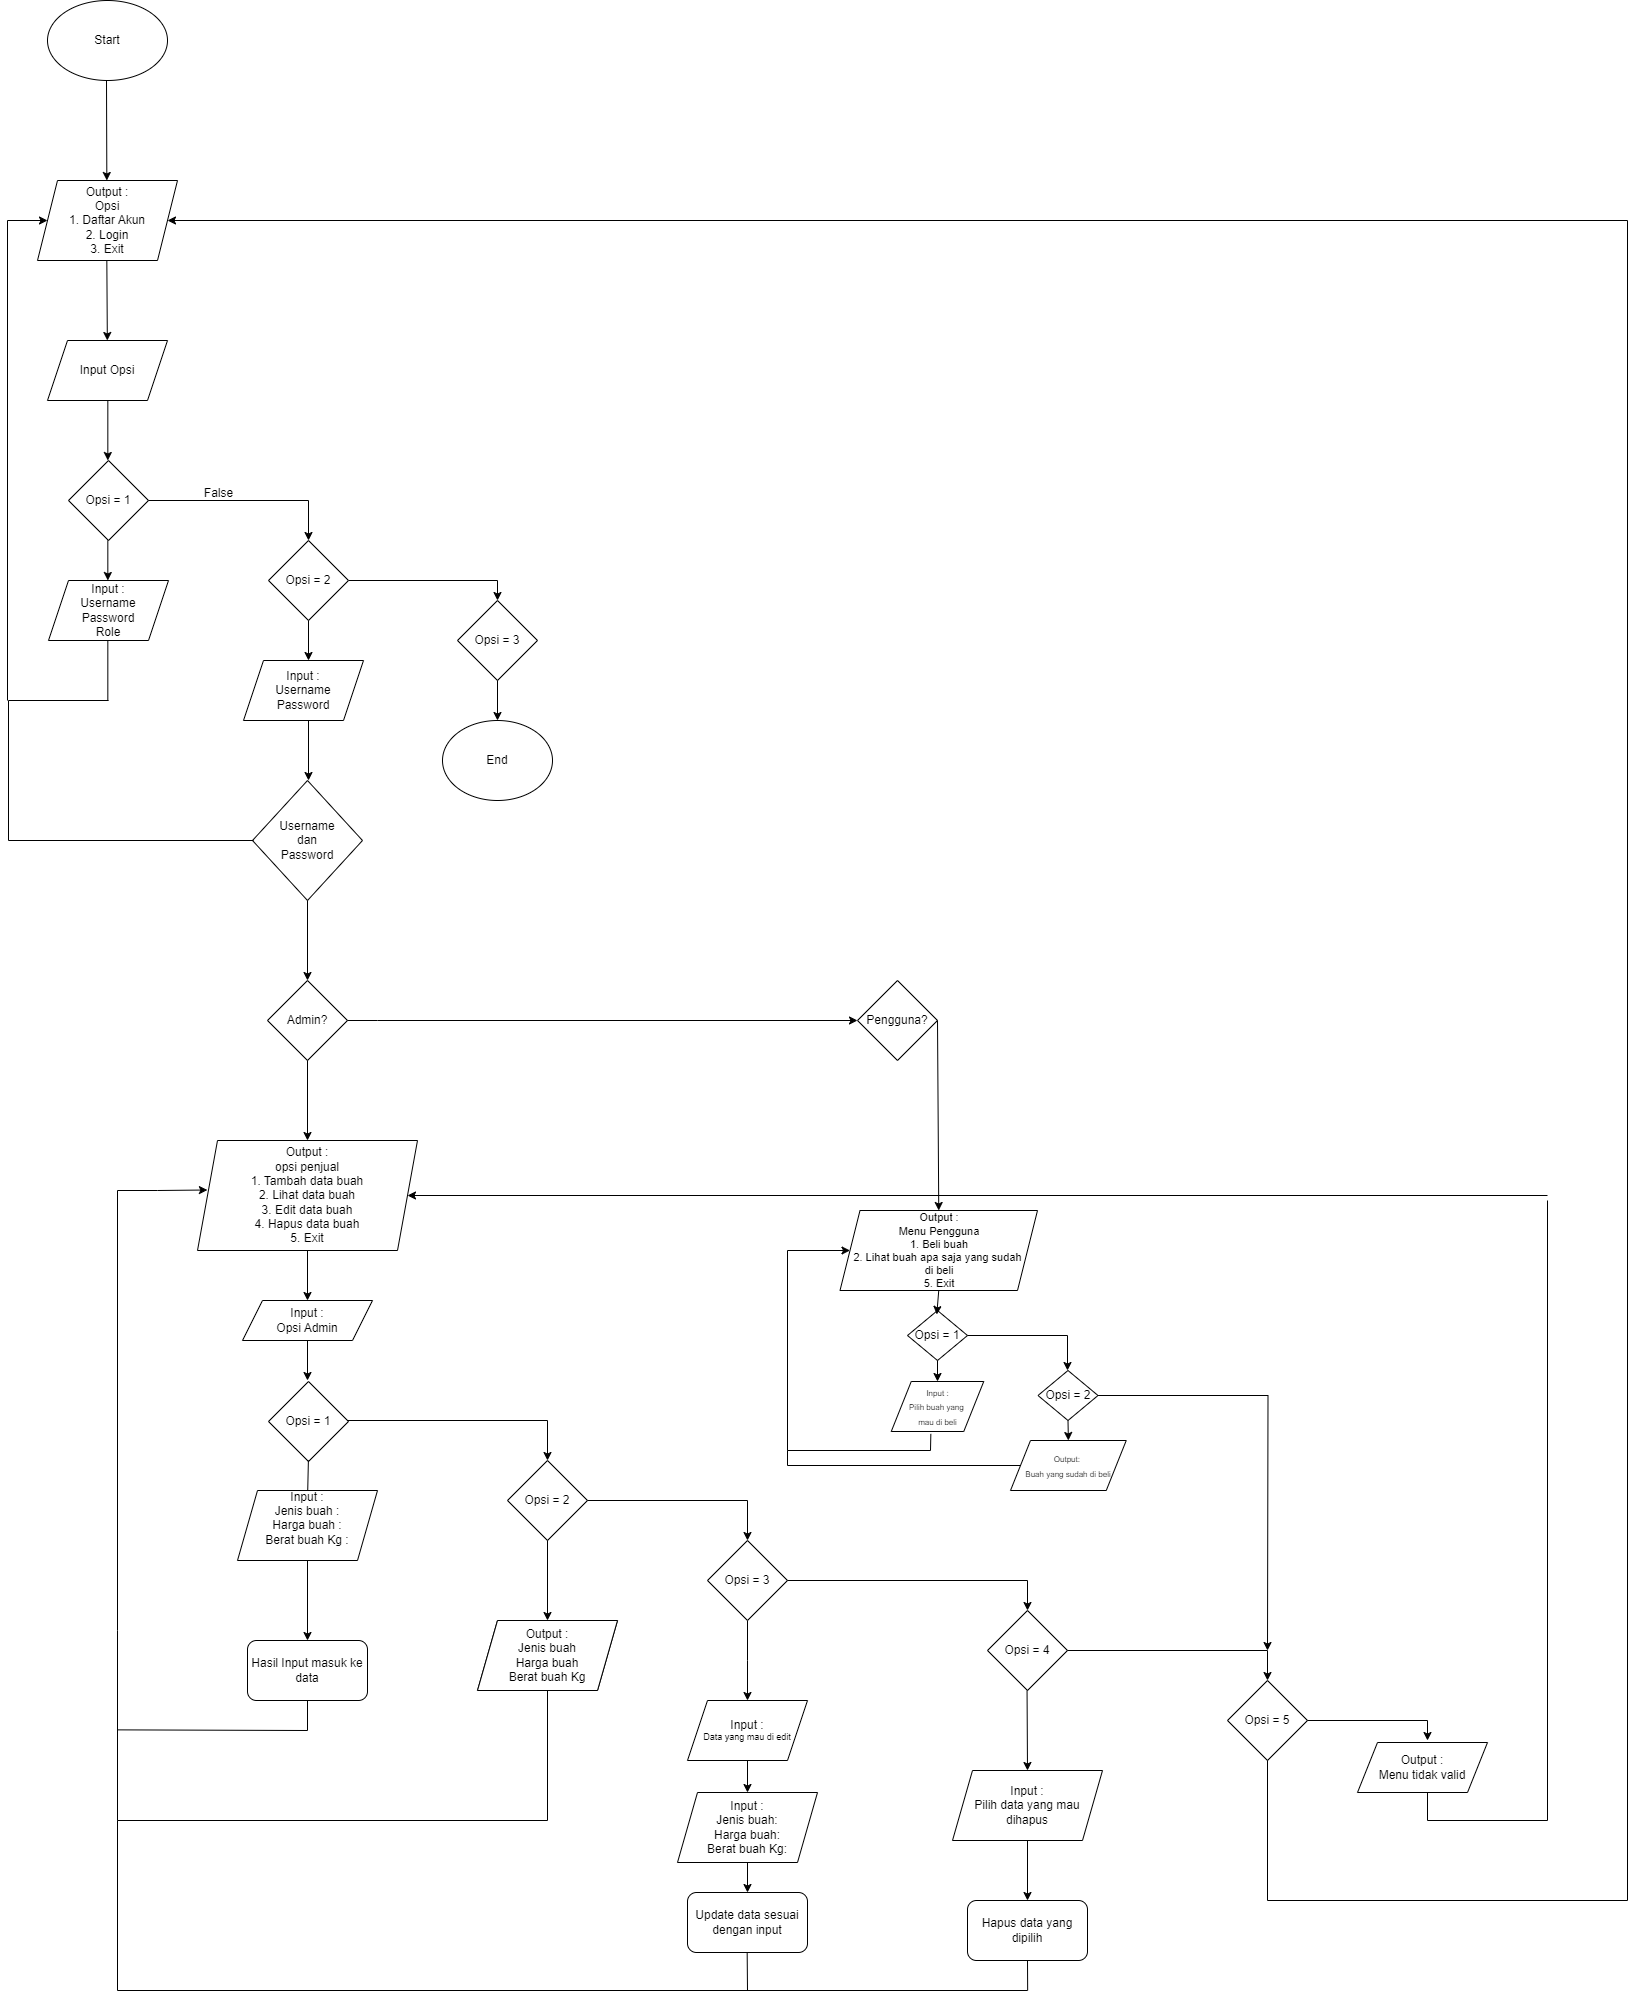 Start
Output :
Opsi
1. Daftar Akun
2. Login
3. Exit
Input Opsi
Opsi = 1
False
Opsi = 2
Input :
Username
Password
Role
Opsi = 3
Input :
Username
Password
End
Username
dan
Password
Admin?
Pengguna?
Output :
opsi penjual
1. Tambah data buah
2. Lihat data buah
3. Edit data buah
4. Hapus data buah
5. Exit
Output :
Menu Pengguna
1. Beli buah
2. Lihat buah apa saja yang sudah
di beli
5. Exit
Input :
Opsi Admin
Opsi = 1
Opsi = 2
Input :
Pilih buah yang
mau di beli
Output:
Buah yang sudah di beli
Opsi = 1
Input :
Jenis buah :
Harga buah :
Berat buah Kg :
Opsi = 2
Opsi = 3
Hasil Input masuk ke
data
Output :
Jenis buah
Harga buah
Berat buah Kg
Opsi = 4
Opsi = 5
Input :
Data yang mau di edit
Output :
Menu tidak valid
Input :
Jenis buah:
Harga buah:
Berat buah Kg:
Input :
Pilih data yang mau
dihapus
Update data sesuai
dengan input
Hapus data yang
dipilih